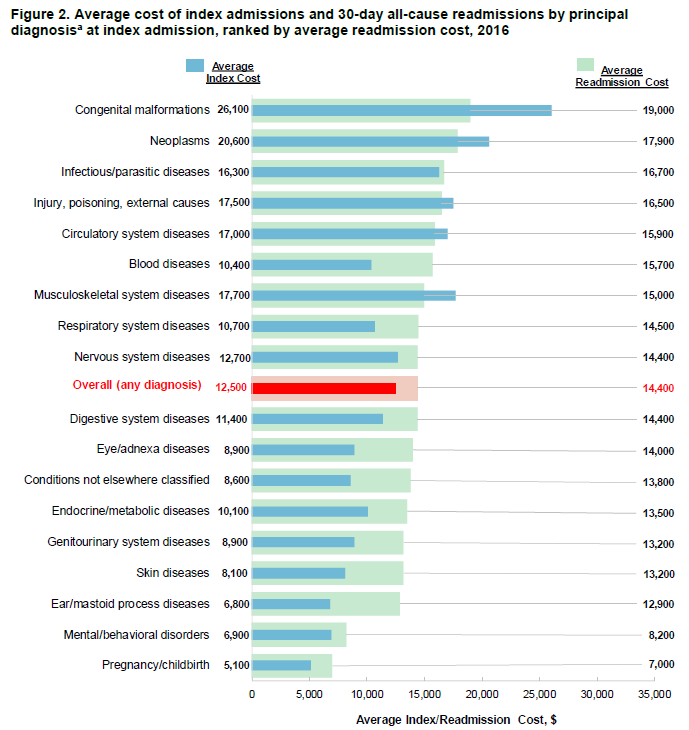 Figure 2. Average cost of index admissions and 30-day all-cause readmissions by principal
diagnosisª at index admission, ranked by average readmission cost, 2016
Average Index Cost
Average Readmission Cost
Congenital malformations 26,100 19,000
Neoplasms 20,600 17,900
Infectious/parasitic diseases 16,300 16,700
Injury, poisoning, external causes 17,500 16,500
Circulatory system diseases 17,000 15,900
Blood diseases 10,400 15,700
Musculoskeletal system diseases 17,700 15,000
Respiratory system diseases 10,700 14,500
Nervous system diseases 12,700 14,400
Overall (any diagnosis) 12,500 14,400
Digestive system diseases 11,400 14,400
Eye/adnexa diseases 8,900 14,000
Conditions not elsewhere classified 8,600 13,800
Endocrine/metabolic diseases 10,100 13,500
Genitourinary system diseases 8,900 13,200
Skin diseases 8,100 13,200
Ear/mastoid process diseases 6,800 12,900
Mental/behavioral disorders 6,900 8,200
Pregnancy/childbirth 5,100 7,000
0 5,000 10,000 15,000 20,000 25,000 30,000 35,000
Average Index/Readmission Cost, $